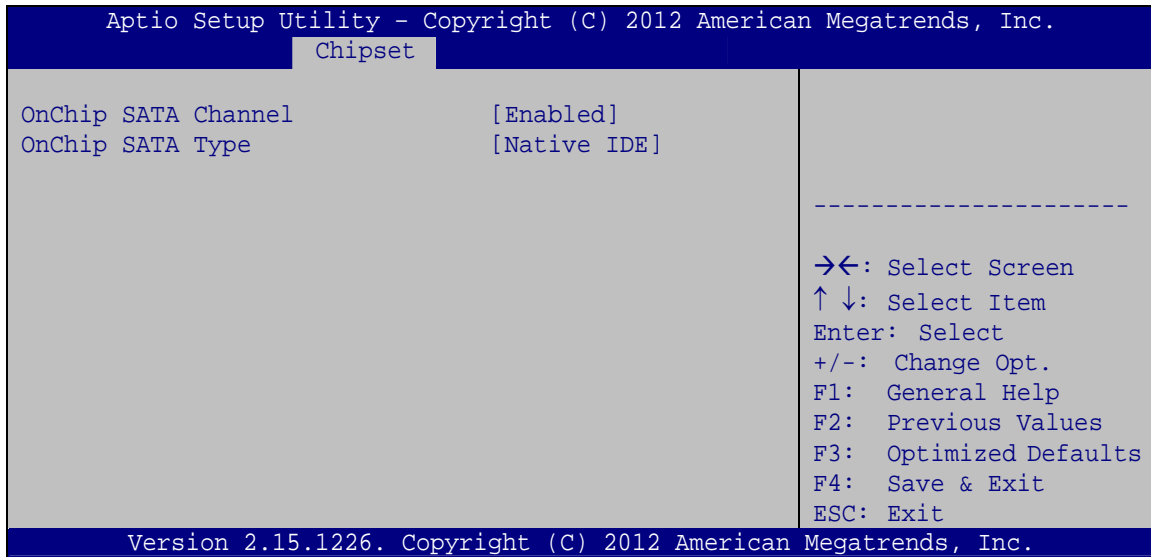 Aptio Setup Utility – Copyright (C) 2012 American Megatrends, Inc.
Chipset
OnChip SATA Channel [Enabled]
OnChip SATA Type [Native IDE]
----------------------
→←: Select Screen
↑ ↓: Select Item
Enter: Select
+/-: Change Opt.
F1: General Help
F2: Previous Values
F3: Optimized Defaults
F4: Save & Exit
ESC: Exit
Version 2.15.1226. Copyright (C) 2012 American Megatrends, Inc.